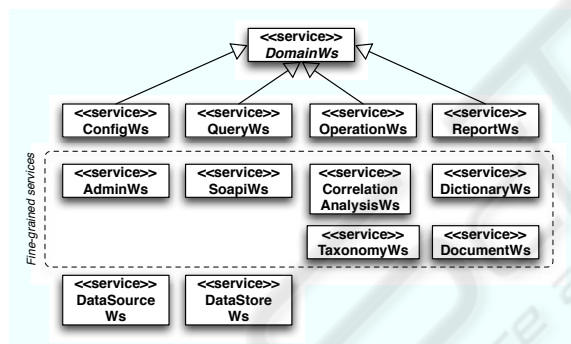 <<service>>
DomainWs
<<service>>
ConfigWs
<<service>>
QueryWs
<<service>>
OperationWs
<<service>>
ReportWs
Fine-grained services
<<service>>
AdminWs
<<service>>
SoapiWs
<<service>>
Correlation
AnalysisWs
<<service>>
DictionaryWs
<<service>>
TaxonomyWs
<<service>>
DocumentWs
<<service>>
DataSource
Ws
<<service>>
DataStore
Ws